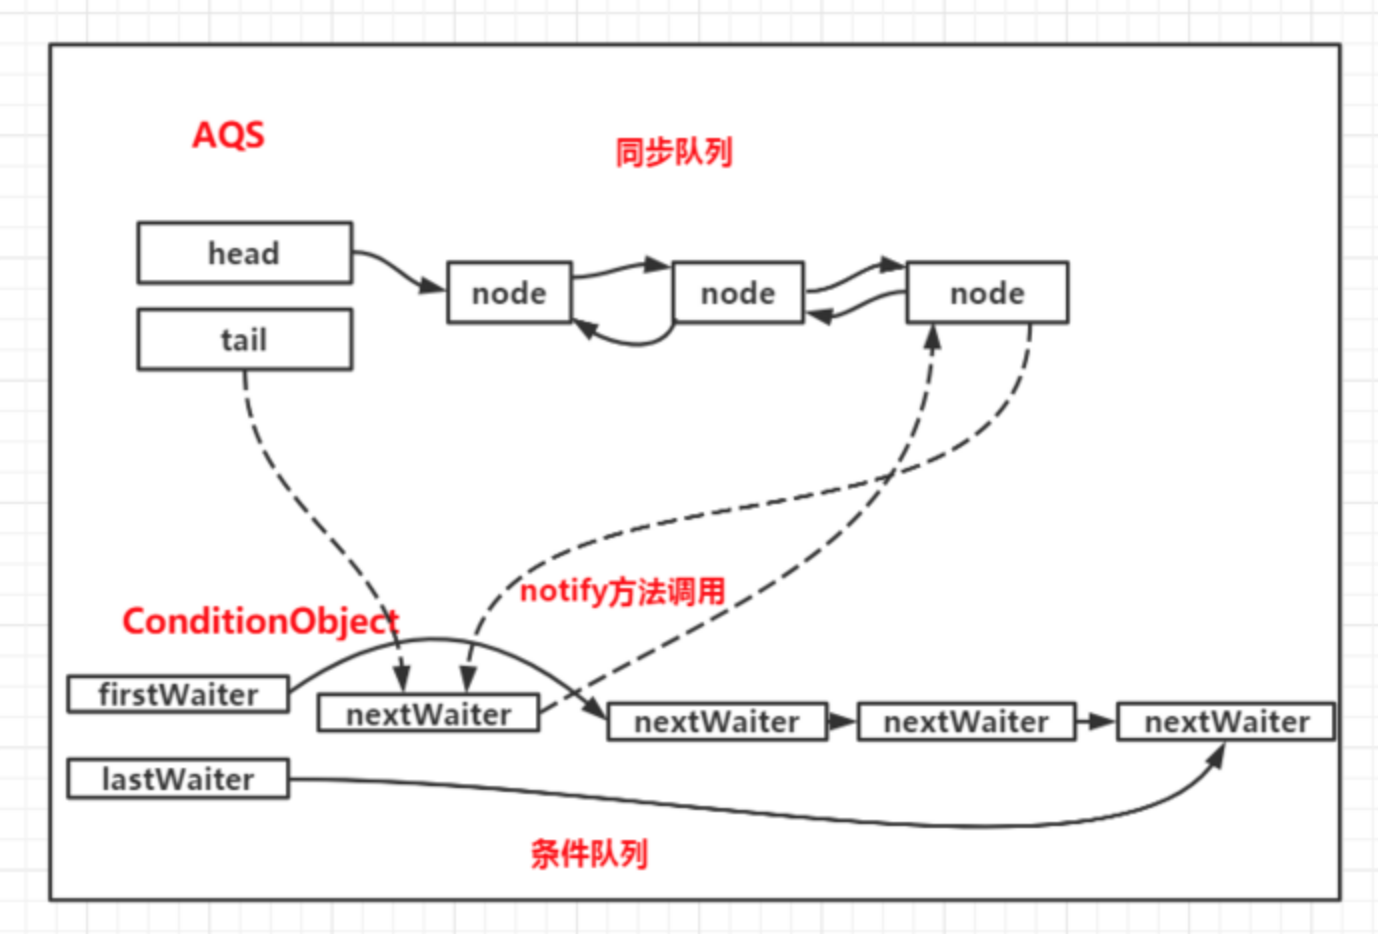 AQS
同步队列
head
node
node
node
tail
notify方法调用
ConditionObject
firstWaiter
nextWaiter
nextWaiter
nextWaiter
nextWaiter
lastWaiter
条件队列